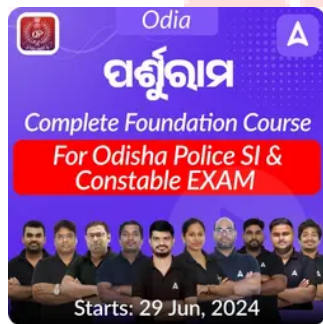 Odia
ପର୍ଶୁରାମ
Complete Foundation Course
For Odisha Police SI &
Constable EXAM
Starts: 29 Jun, 2024